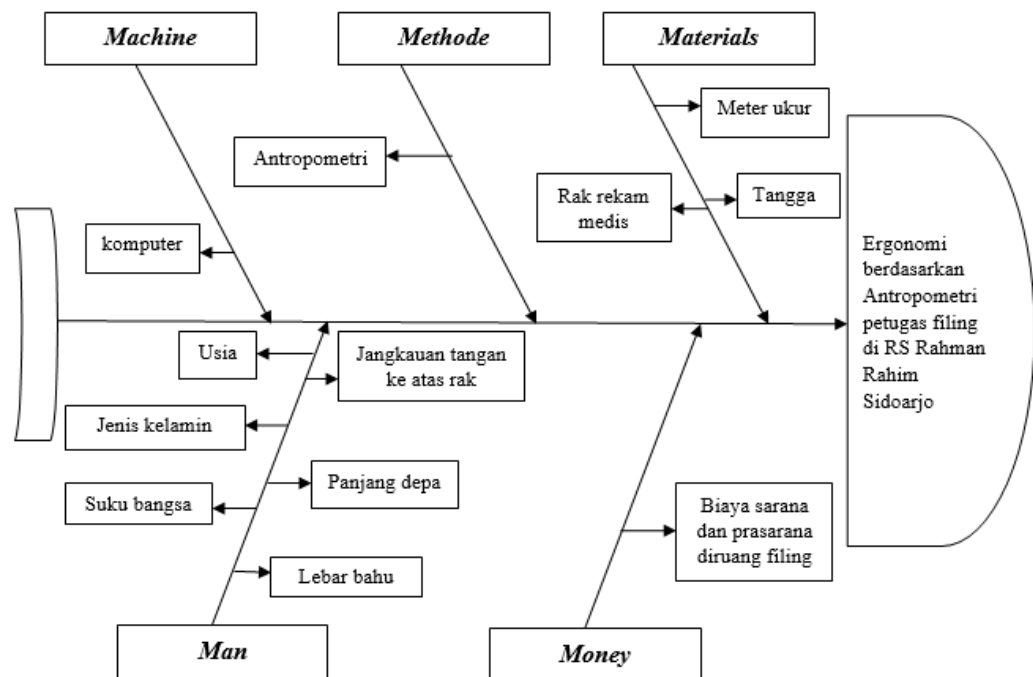 Machine
Methode
Materials
Meter ukur
Antropometri
Rak rekam
medis
Tangga
komputer
Ergonomi
berdasarkan
Antropometri
petugas filing
di RS Rahman
Rahim
Sidoarjo
Usia
Jangkauan tangan
ke atas rak
Jenis kelamin
Panjang depa
Suku bangsa
Lebar bahu
Biaya sarana
dan prasarana
diruang filing
Man
Money